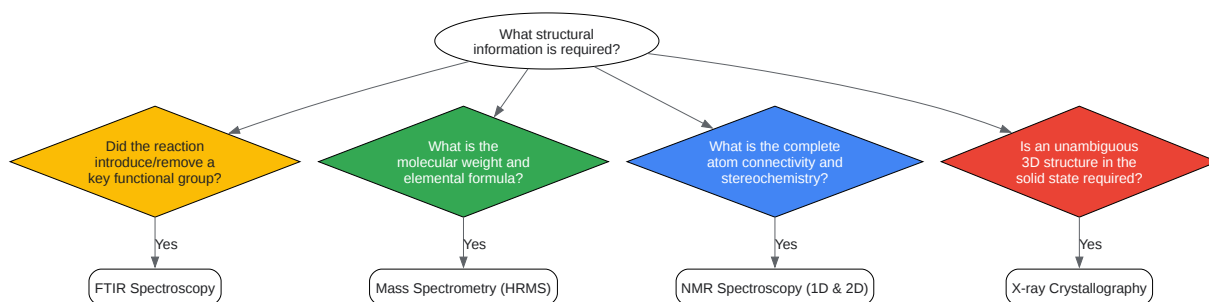 What structural
information is required?
Did the reaction
introduce/remove a
key functional group?
What is the
molecular weight and
elemental formula?
What is the complete
atom connectivity and
stereochemistry?
Is an unambiguous
3D structure in the
solid state required?
Yes
Yes
Yes
Yes
FTIR Spectroscopy
Mass Spectrometry (HRMS)
NMR Spectroscopy (1D & 2D)
X-ray Crystallography